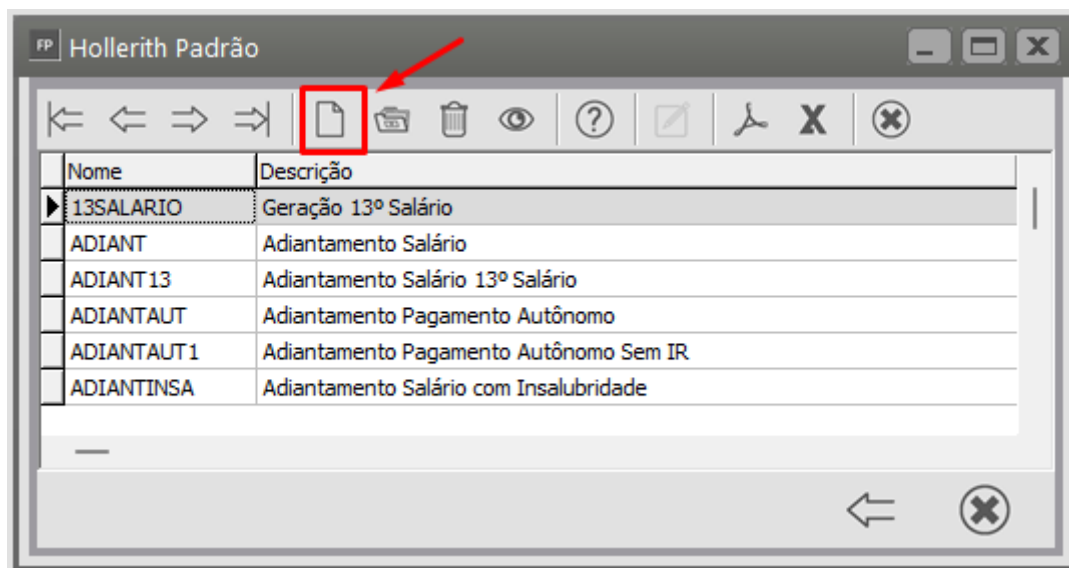 FP Hollerith Padrão
Nome Descrição
13SALARIO Geração 13º Salário
ADIANT Adiantamento Salário
ADIANT13 Adiantamento Salário 13º Salário
ADIANTAUT Adiantamento Pagamento Autônomo
ADIANTAUT1 Adiantamento Pagamento Autônomo Sem IR
ADIANTINSA Adiantamento Salário com Insalubridade